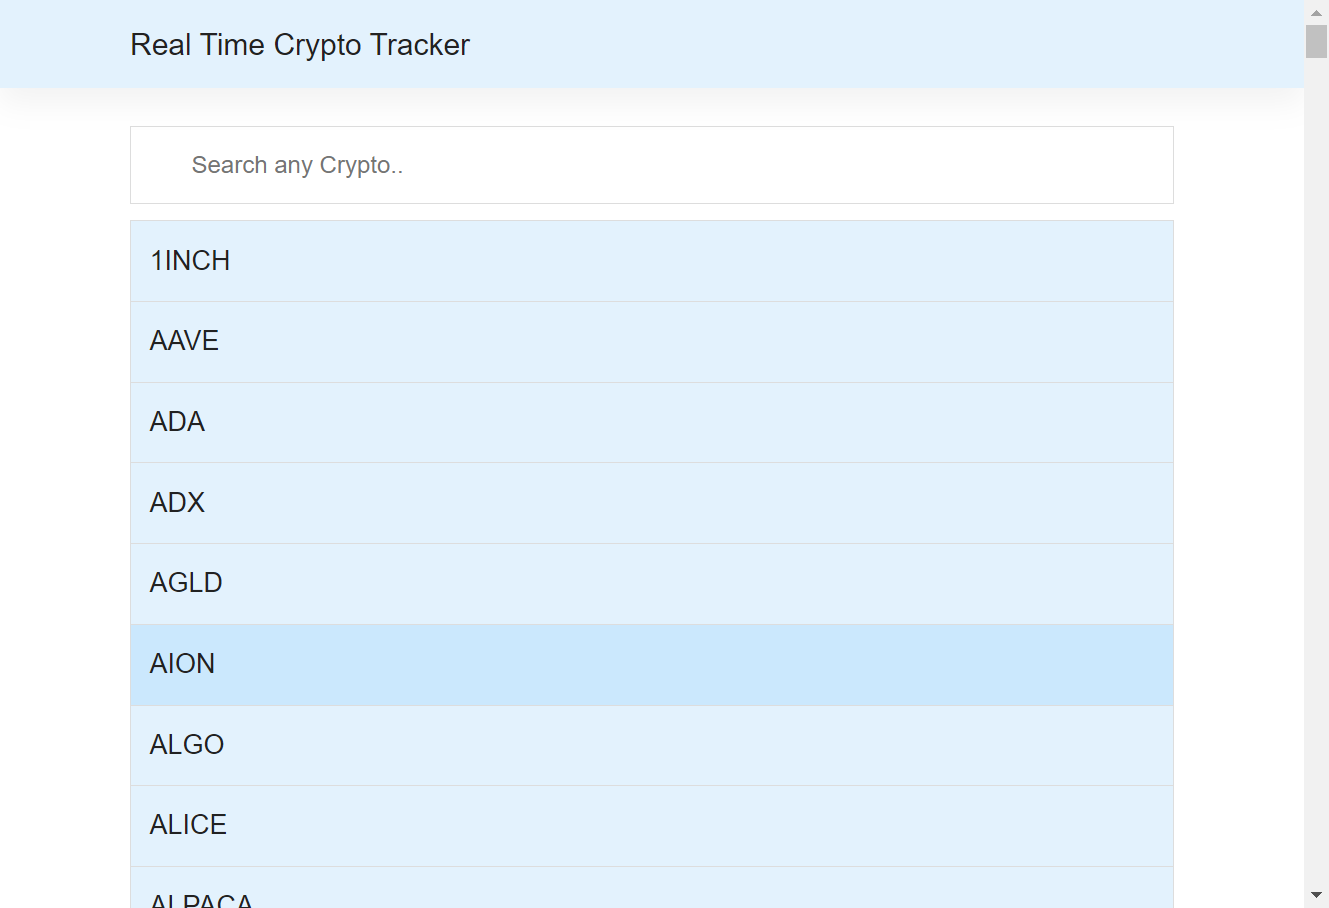 Real Time Crypto Tracker
Search any Crypto..
1INCH
AAVE
ADA
ADX
AGLD
AION
ALGO
ALICE
ALPACA